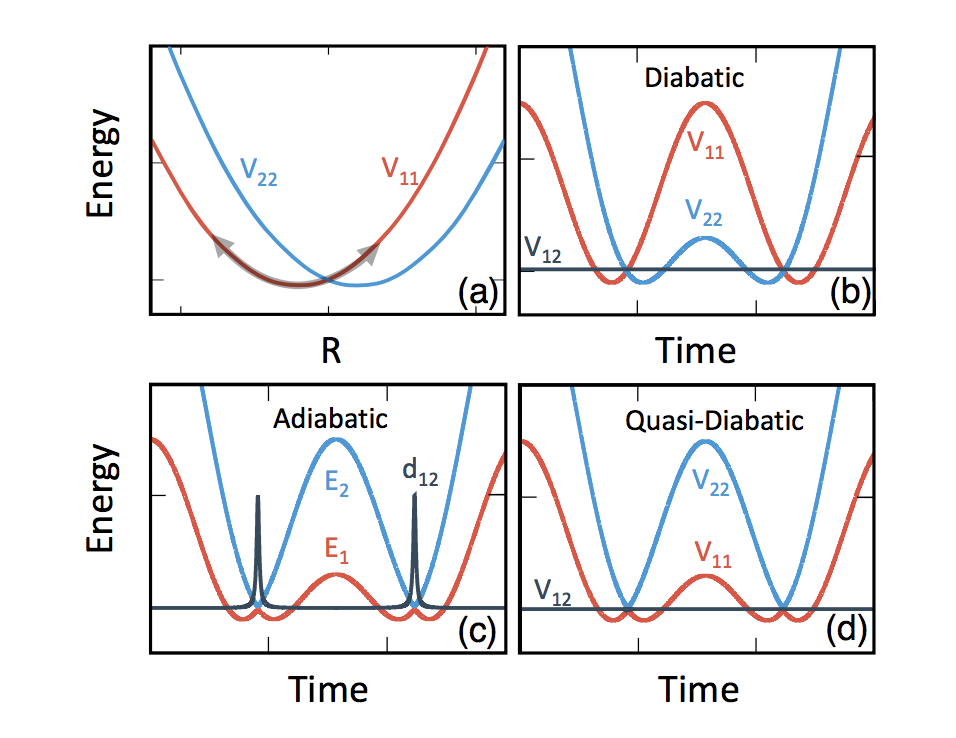 Energy
V22
V11
(a)
R
Diabatic
V11
V22
V12
(b)
Time
Energy
Adiabatic
E2
d12
E1
(c)
Time
Quasi-Diabatic
V22
V11
V12
(d)
Time